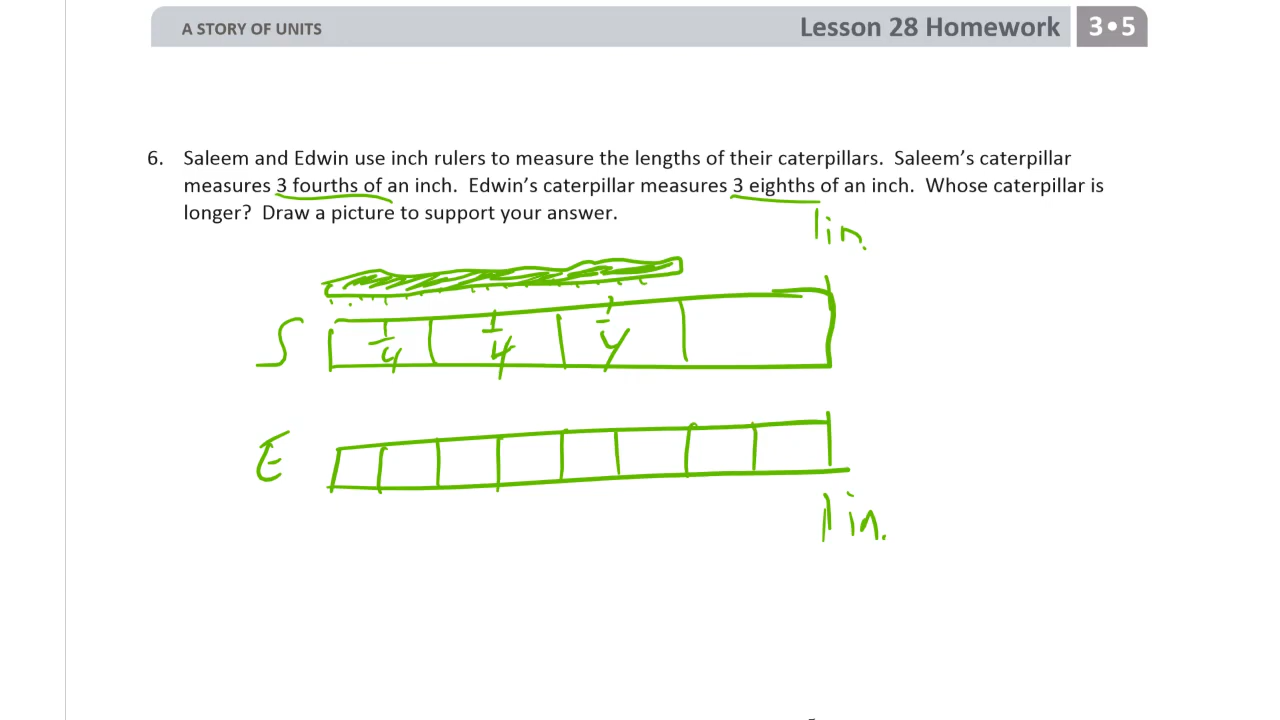 A STORY OF UNITS
Lesson 28 Homework 3•5
6. Saleem and Edwin use inch rulers to measure the lengths of their caterpillars. Saleem's caterpillar
measures 3 fourths of an inch. Edwin's caterpillar measures 3 eighths of an inch. Whose caterpillar is
longer? Draw a picture to support your answer.
1in.
S 1/4 1/4 1/4
E
1 in.